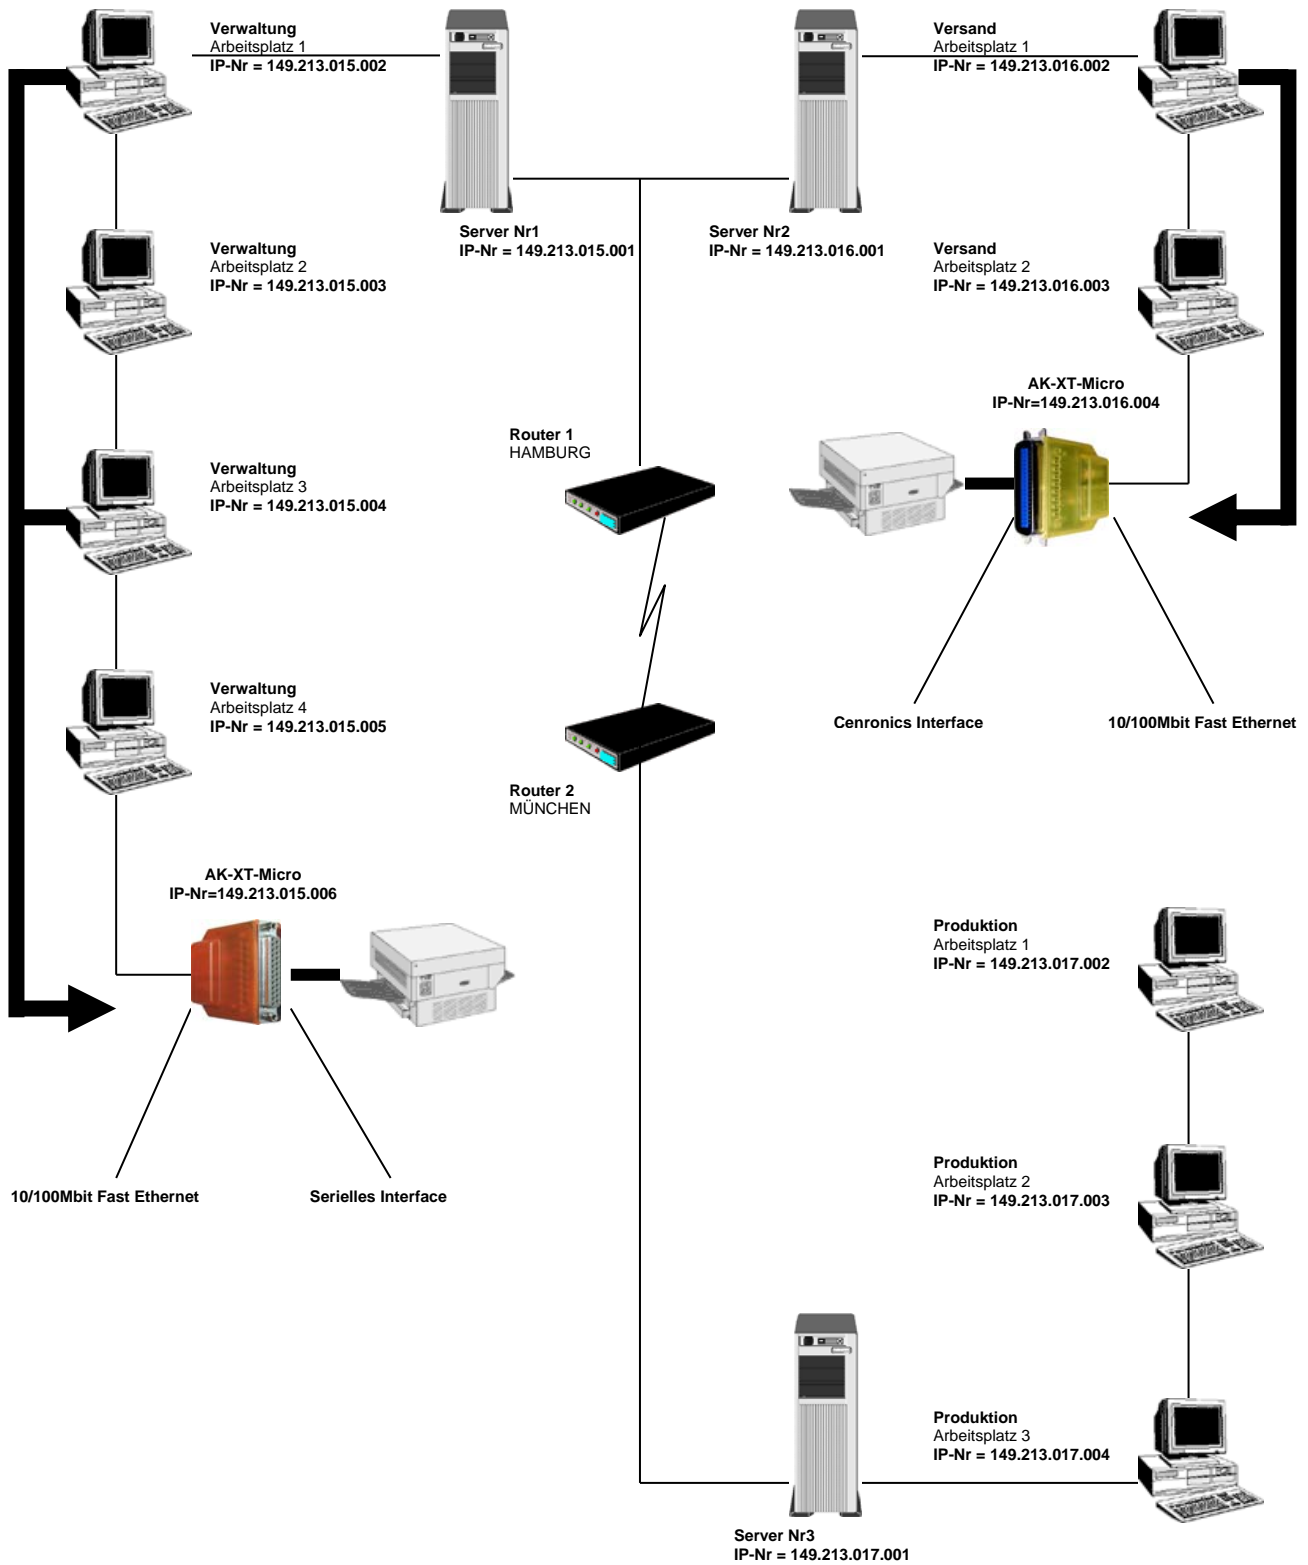 Verwaltung
Arbeitsplatz 1
IP-Nr = 149.213.015.002
Versand
Arbeitsplatz 1
IP-Nr = 149.213.016.002
Server Nr1
IP-Nr = 149.213.015.001
Server Nr2
IP-Nr = 149.213.016.001
Verwaltung
Arbeitsplatz 2
IP-Nr = 149.213.015.003
Versand
Arbeitsplatz 2
IP-Nr = 149.213.016.003
AK-XT-Micro
IP-Nr=149.213.016.004
Router 1
HAMBURG
Verwaltung
Arbeitsplatz 3
IP-Nr = 149.213.015.004
Verwaltung
Arbeitsplatz 4
IP-Nr = 149.213.015.005
Cenronics Interface
10/100Mbit Fast Ethernet
Router 2
MÜNCHEN
AK-XT-Micro
IP-Nr=149.213.015.006
Produktion
Arbeitsplatz 1
IP-Nr = 149.213.017.002
10/100Mbit Fast Ethernet
Serielles Interface
Produktion
Arbeitsplatz 2
IP-Nr = 149.213.017.003
Produktion
Arbeitsplatz 3
IP-Nr = 149.213.017.004
Server Nr3
IP-Nr = 149.213.017.001